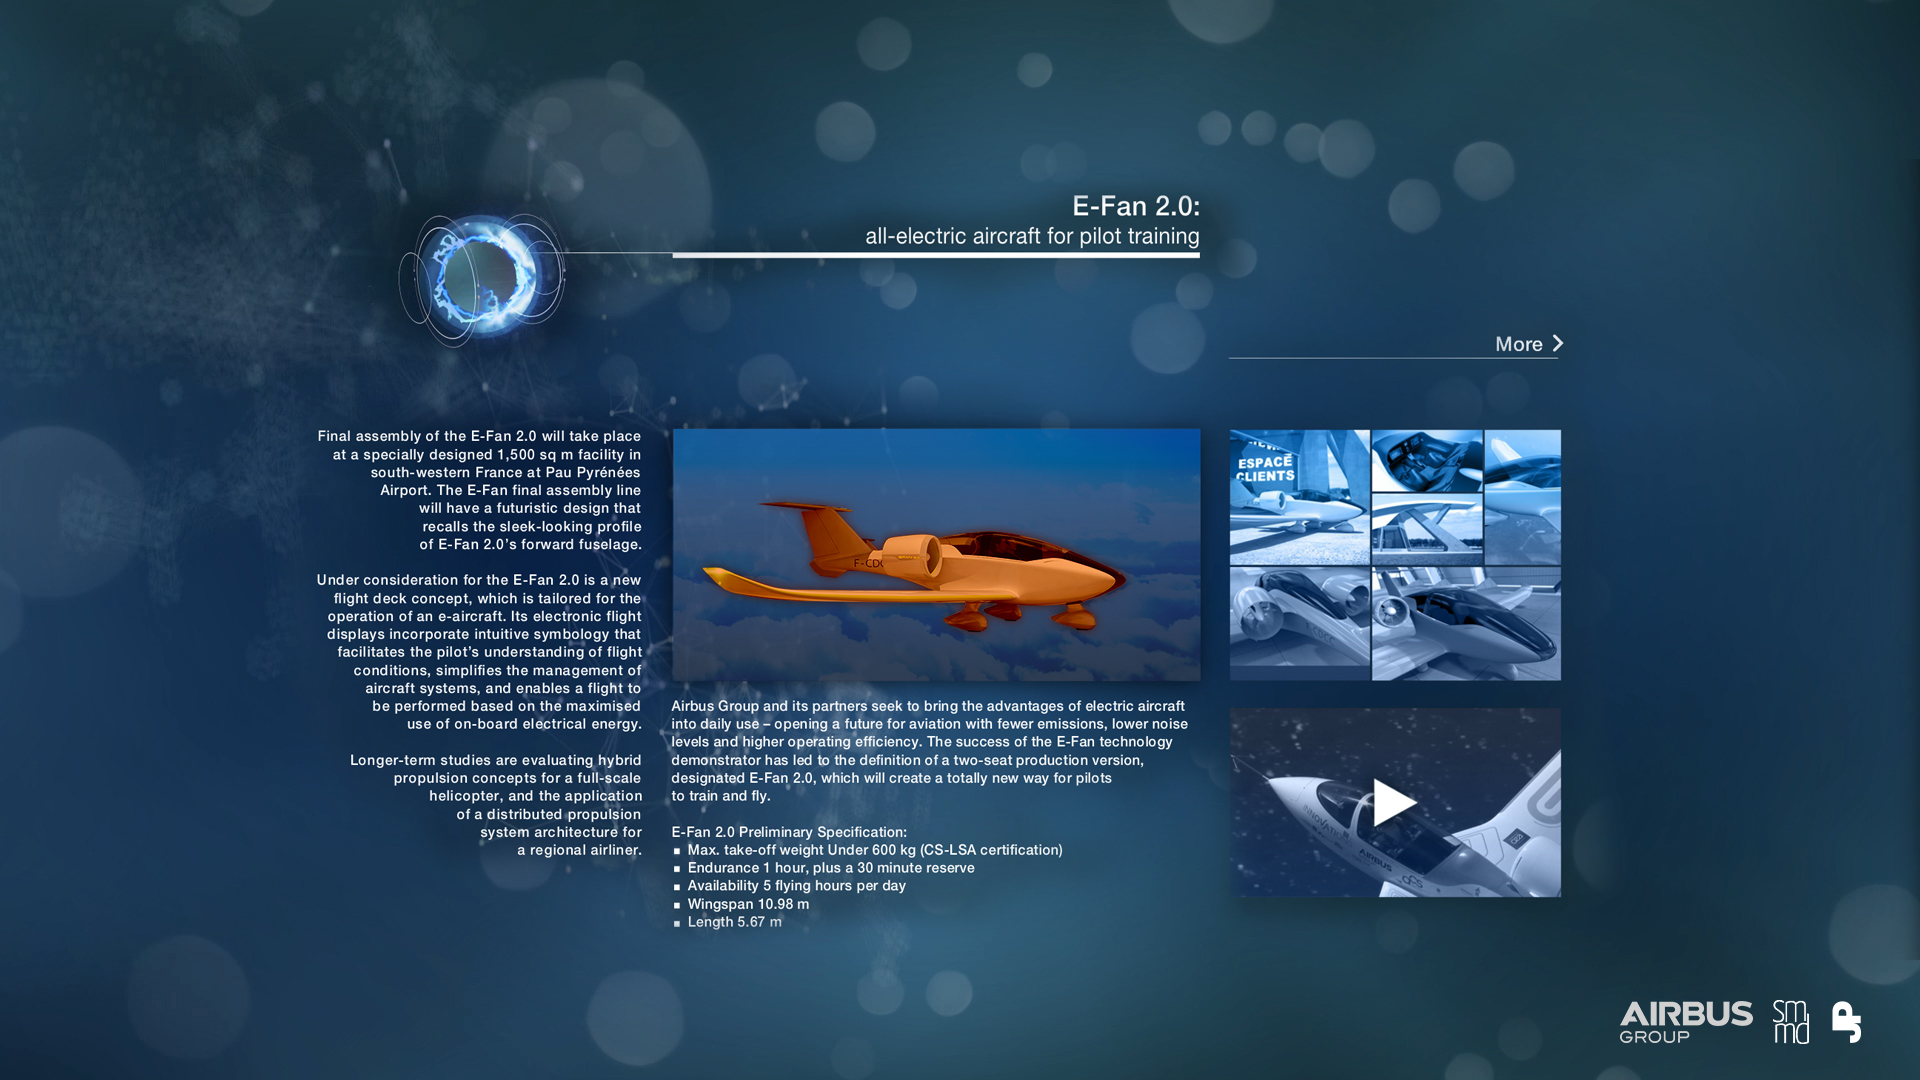 E-Fan 2.0:
all-electric aircraft for pilot training
More
Final assembly of the E-Fan 2.0 will take place
at a specially designed 1,500 sq m facility in
south-western France at Pau Pyrénées
Airport. The E-Fan final assembly line
will have a futuristic design that
recalls the sleek-looking profile
of E-Fan 2.0’s forward fuselage.
Under consideration for the E-Fan 2.0 is a new
flight deck concept, which is tailored for the
operation of an e-aircraft. Its electronic flight
displays incorporate intuitive symbology that
facilitates the pilot’s understanding of flight
conditions, simplifies the management of
aircraft systems, and enables a flight to
be performed based on the maximised
use of on-board electrical energy.
Longer-term studies are evaluating hybrid
propulsion concepts for a full-scale
helicopter, and the application
of a distributed propulsion
system architecture for
a regional airliner.
F-CD
Airbus Group and its partners seek to bring the advantages of electric aircraft
into daily use – opening a future for aviation with fewer emissions, lower noise
levels and higher operating efficiency. The success of the E-Fan technology
demonstrator has led to the definition of a two-seat production version,
designated E-Fan 2.0, which will create a totally new way for pilots
to train and fly.
E-Fan 2.0 Preliminary Specification:
▪ Max. take-off weight Under 600 kg (CS-LSA certification)
▪ Endurance 1 hour, plus a 30 minute reserve
▪ Availability 5 flying hours per day
▪ Wingspan 10.98 m
▪ Length 5.67 m
ESPACE
CLIENTS
AIRBUS
AIRBUS
GROUP
sm
md